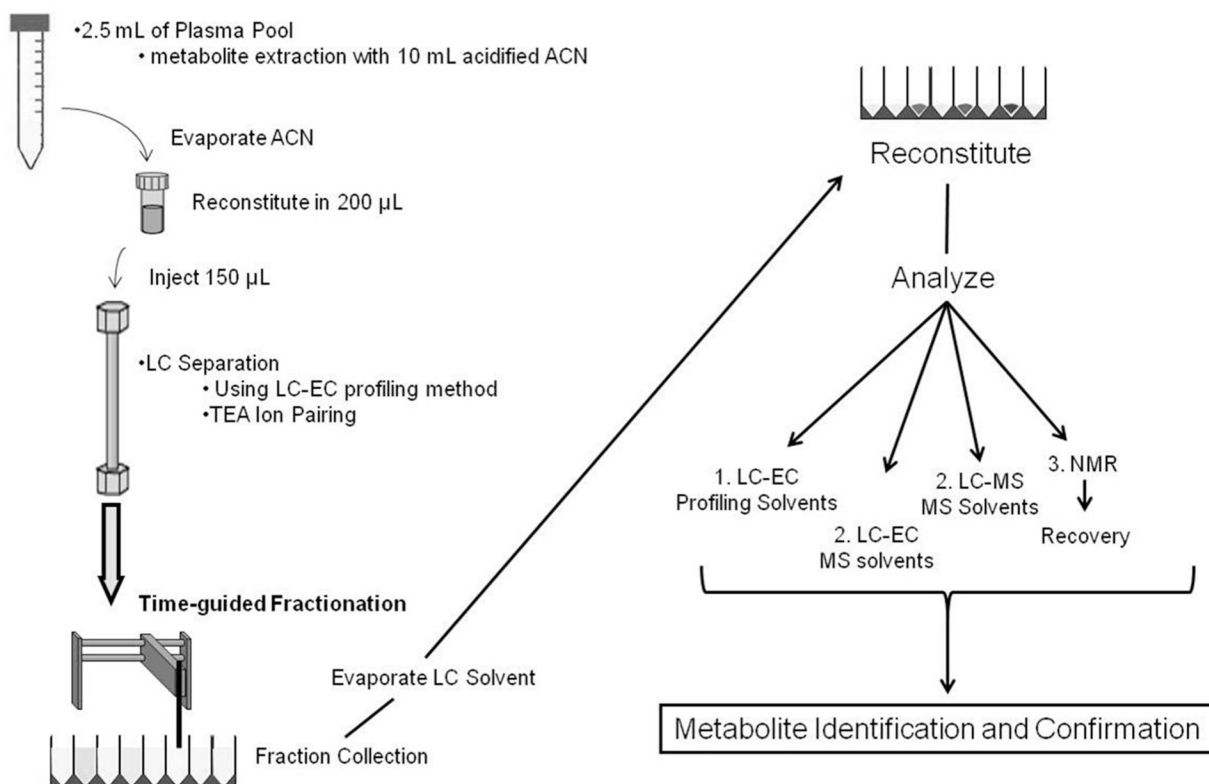 •2.5 mL of Plasma Pool
• metabolite extraction with 10 mL acidified ACN
Evaporate ACN
Reconstitute in 200 µL
Inject 150 µL
•LC Separation
• Using LC-EC profiling method
•TEA Ion Pairing
Time-guided Fractionation
Evaporate LC Solvent
Fraction Collection
Reconstitute
Analyze
1. LC-EC
Profiling Solvents
2. LC-EC
MS solvents
2. LC-MS
MS Solvents
3. NMR
Recovery
Metabolite Identification and Confirmation